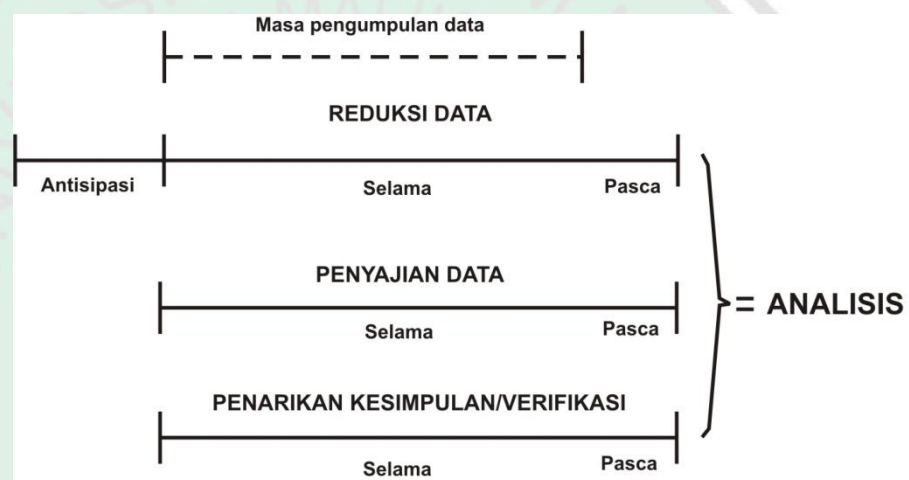 Masa pengumpulan data
REDUKSI DATA
Antisipasi Selama Pasca
PENYAJIAN DATA
Selama Pasca
= ANALISIS
PENARIKAN KESIMPULAN/VERIFIKASI
Selama Pasca